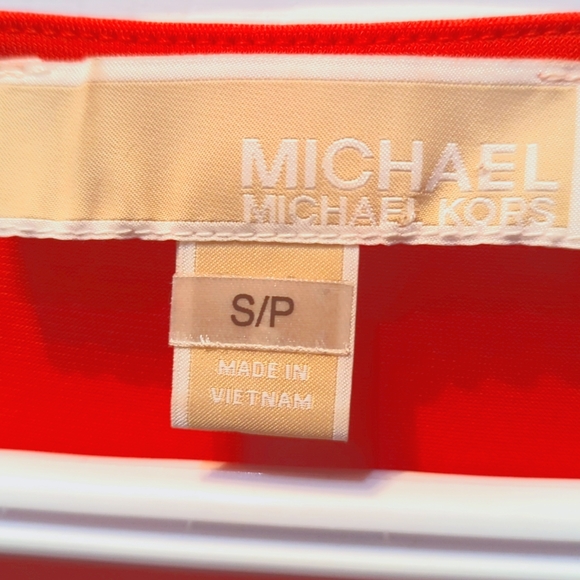 MICHAEL
MICHAEL KORS
S/P
MADE IN
VIETNAM